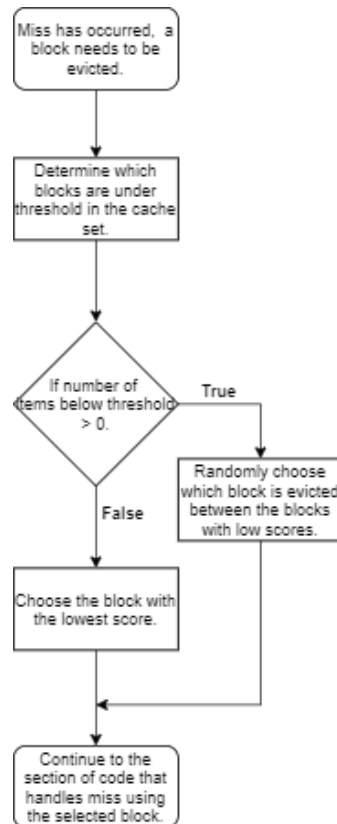 Miss has occurred, a
block needs to be
evicted.
Determine which
blocks are under
threshold in the cache
set.
If number of
items below threshold
> 0.
True
Randomly choose
which block is evicted
between the blocks
with low scores.
False
Choose the block with
the lowest score.
Continue to the
section of code that
handles miss using
the selected block.